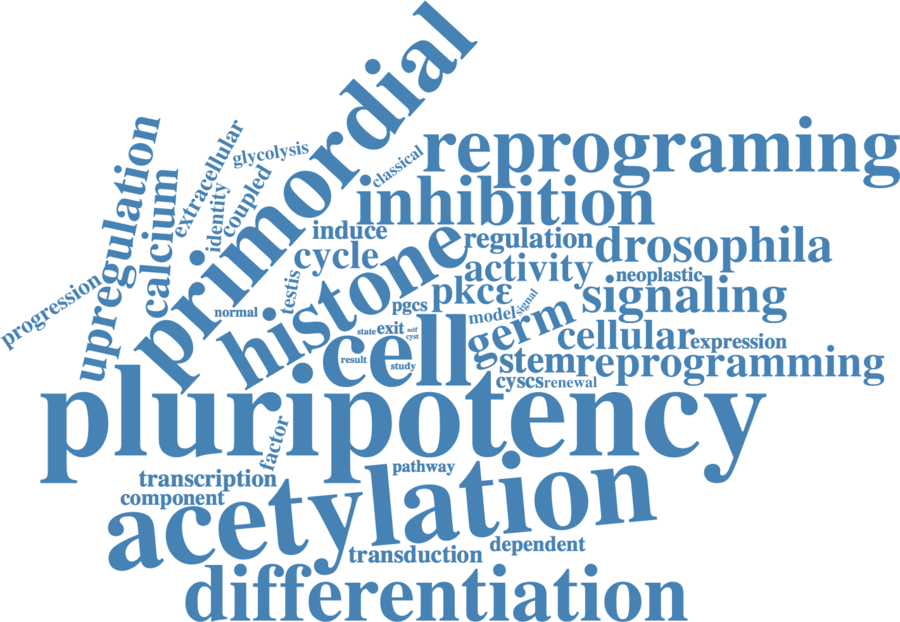 primordial
reprograming
upregulation
extracellular
glycolysis
classical
calcium
identity
coupled
inhibition
induce
regulation
drosophila
cycle
histone
activity
neoplastic
progression
testis
pkcε
signaling
normal
pgcs
model
signal
germ
state
exit
self
cyst
cell
cellular
expression
result
study
stem
reprogramming
cyscs
renewal
pluripotency
factor
pathway
transcription
component
acetylation
transduction
dependent
differentiation